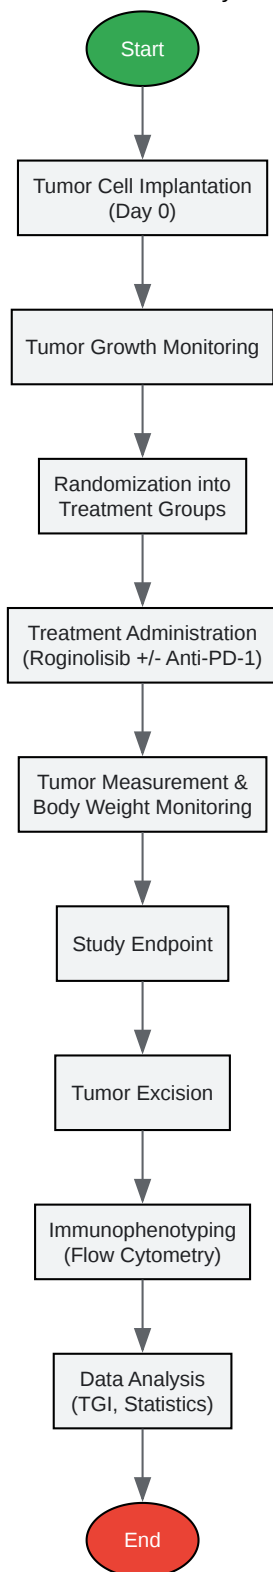 Start
Tumor Cell Implantation
(Day 0)
Tumor Growth Monitoring
Randomization into
Treatment Groups
Treatment Administration
(Roginolisib +/- Anti-PD-1)
Tumor Measurement &
Body Weight Monitoring
Study Endpoint
Tumor Excision
Immunophenotyping
(Flow Cytometry)
Data Analysis
(TGI, Statistics)
End